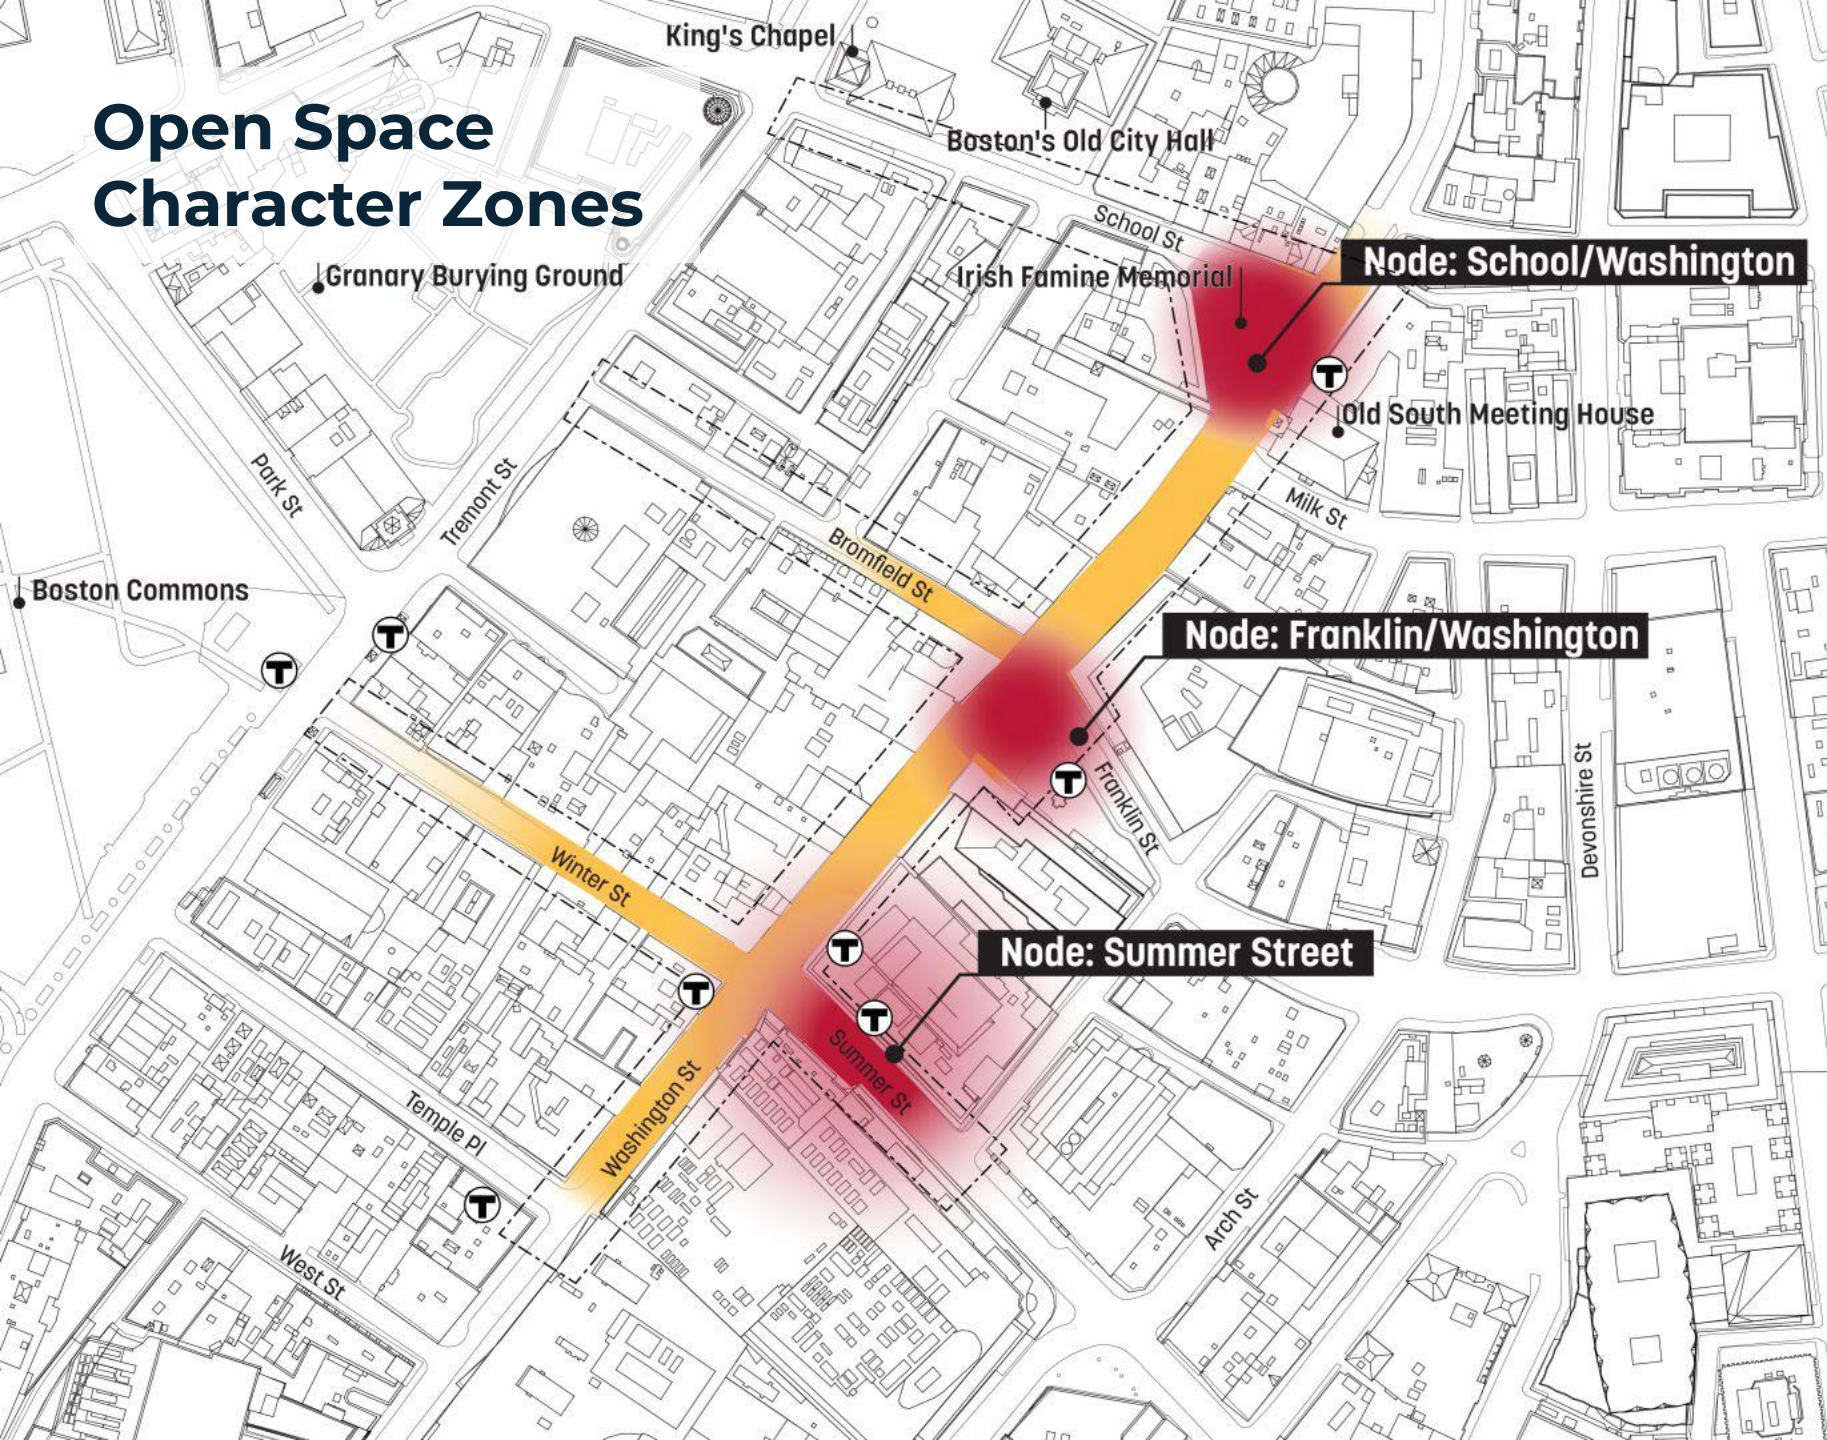 King's Chapel
Open Space
Character Zones
Boston's Old City Hall
School St
Node: School/Washington
Granary Burying Ground
Irish Famine Memorial
T
Old South Meeting House
Park St
Tremont St
Milk St
Bromfield St
Boston Commons
T
T
Node: Franklin/Washington
T
Franklin St
Devonshire St
Winter St
T
Node: Summer Street
T
T
Summer St
Washington St
Temple Pl
T
Arch St
West St